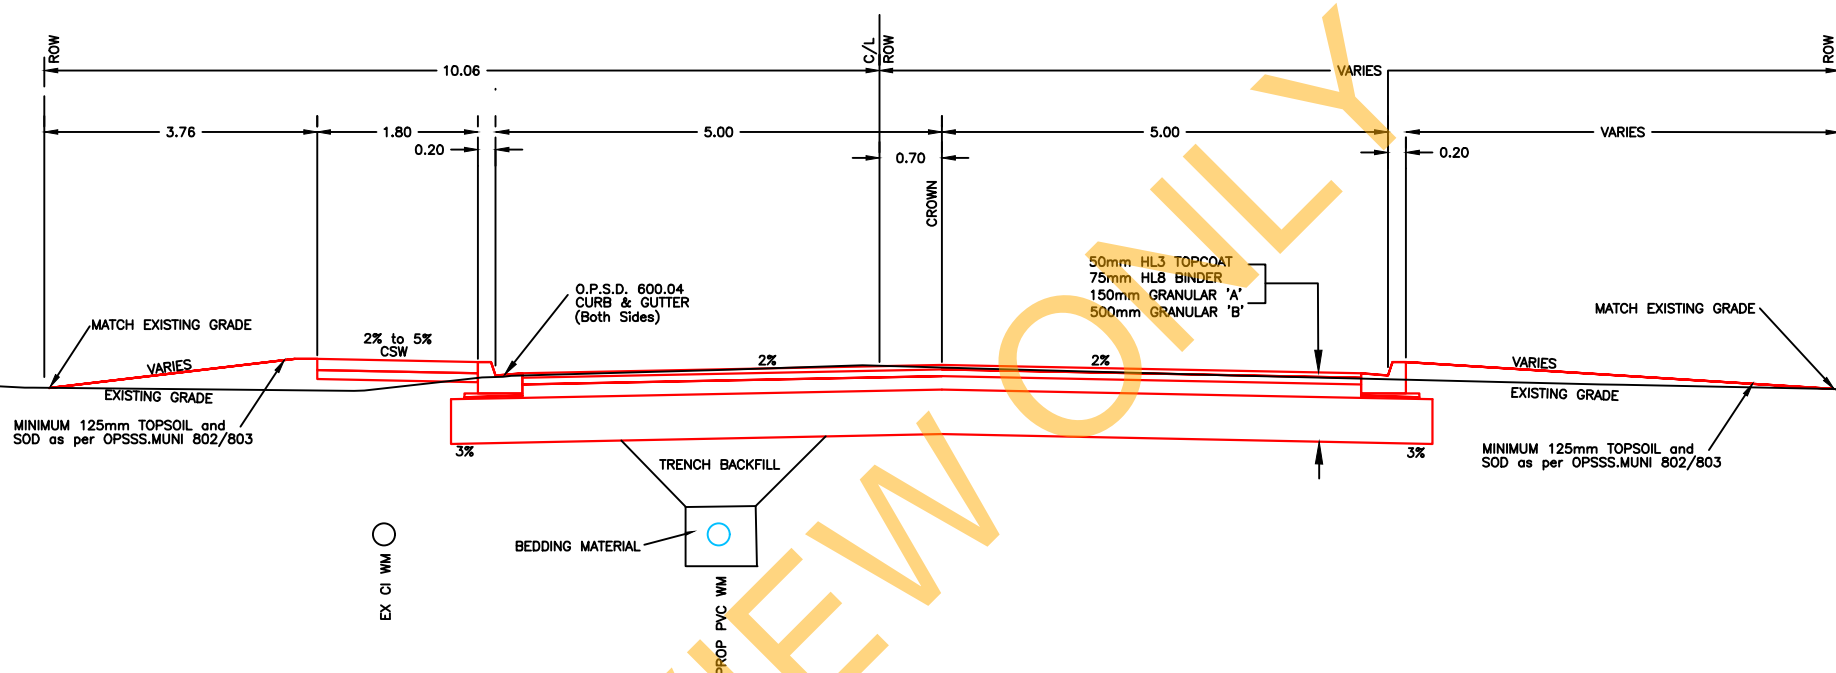 ROW
C/L
ROW
ROW
10.06
VARIES
3.76
1.80
5.00
5.00
VARIES
0.20
0.70
0.20
CROWN
50mm HL3 TOPCOAT
75mm HL8 BINDER
150mm GRANULAR 'A'
500mm GRANULAR 'B'
O.P.S.D. 600.04
CURB & GUTTER
(Both Sides)
MATCH EXISTING GRADE
MATCH EXISTING GRADE
2% to 5%
CSW
VARIES
2%
2%
VARIES
EXISTING GRADE
EXISTING GRADE
MINIMUM 125mm TOPSOIL and
SOD as per OPSSS.MUNI 802/803
3%
3%
MINIMUM 125mm TOPSOIL and
SOD as per OPSSS.MUNI 802/803
TRENCH BACKFILL
BEDDING MATERIAL
EX CI WM
PROP PVC WM
VIEW ONLY